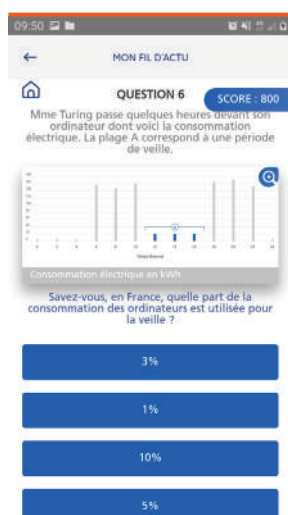 09:50
MON FIL D'ACTU
QUESTION 6
SCORE : 800
Mme Turing passe quelques heures devant son
ordinateur dont voici la consommation
électrique. La plage A correspond à une période
de veille.
Consommation électrique en kWh
Savez-vous, en France, quelle part de la
consommation des ordinateurs est utilisée pour
la veille ?
3%
1%
10%
5%